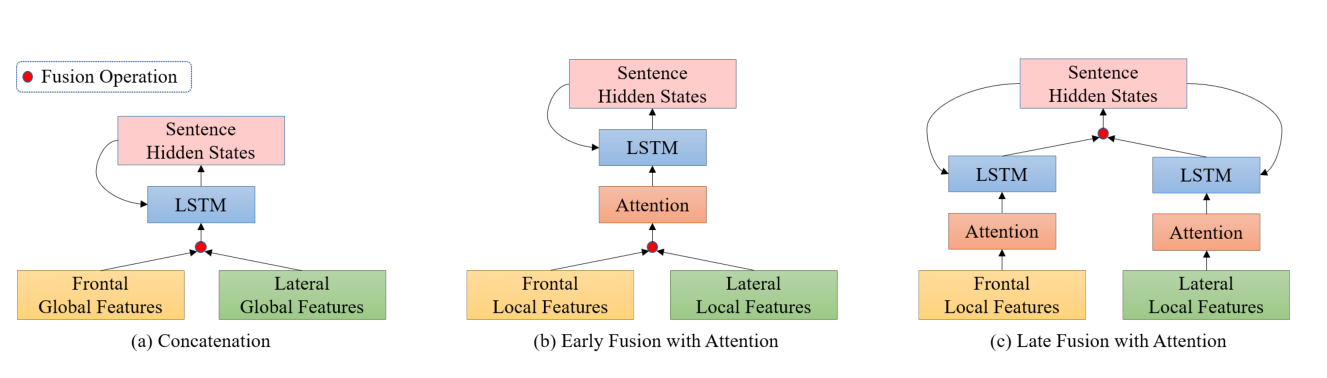 Fusion Operation
Sentence
Hidden States
LSTM
Frontal
Global Features
Lateral
Global Features
(a) Concatenation
Sentence
Hidden States
LSTM
Attention
Frontal
Local Features
Lateral
Local Features
(b) Early Fusion with Attention
Sentence
Hidden States
LSTM
LSTM
Attention
Attention
Frontal
Local Features
Lateral
Local Features
(c) Late Fusion with Attention